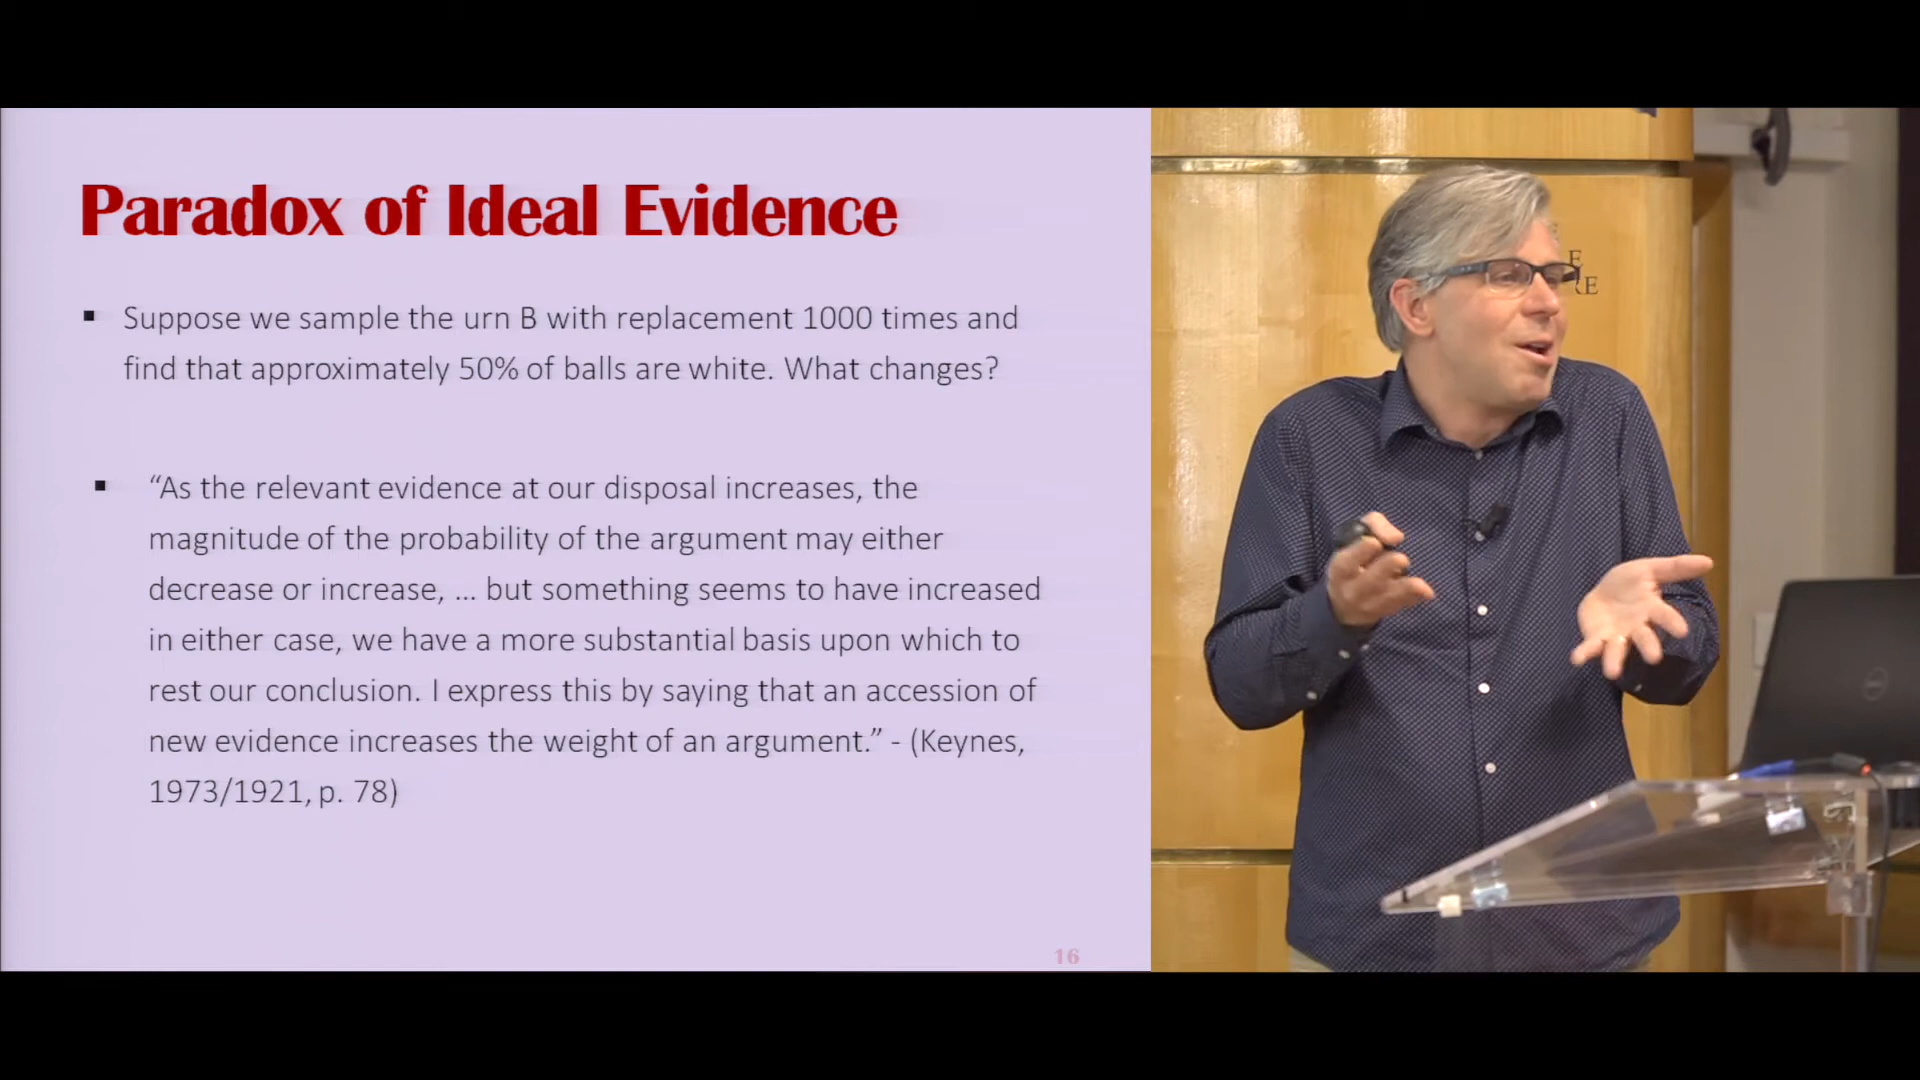 Paradox of Ideal Evidence
▪ Suppose we sample the urn B with replacement 1000 times and
find that approximately 50% of balls are white. What changes?
▪ “As the relevant evidence at our disposal increases, the
magnitude of the probability of the argument may either
decrease or increase, … but something seems to have increased
in either case, we have a more substantial basis upon which to
rest our conclusion. I express this by saying that an accession of
new evidence increases the weight of an argument.” - (Keynes,
1973/1921, p. 78)
16